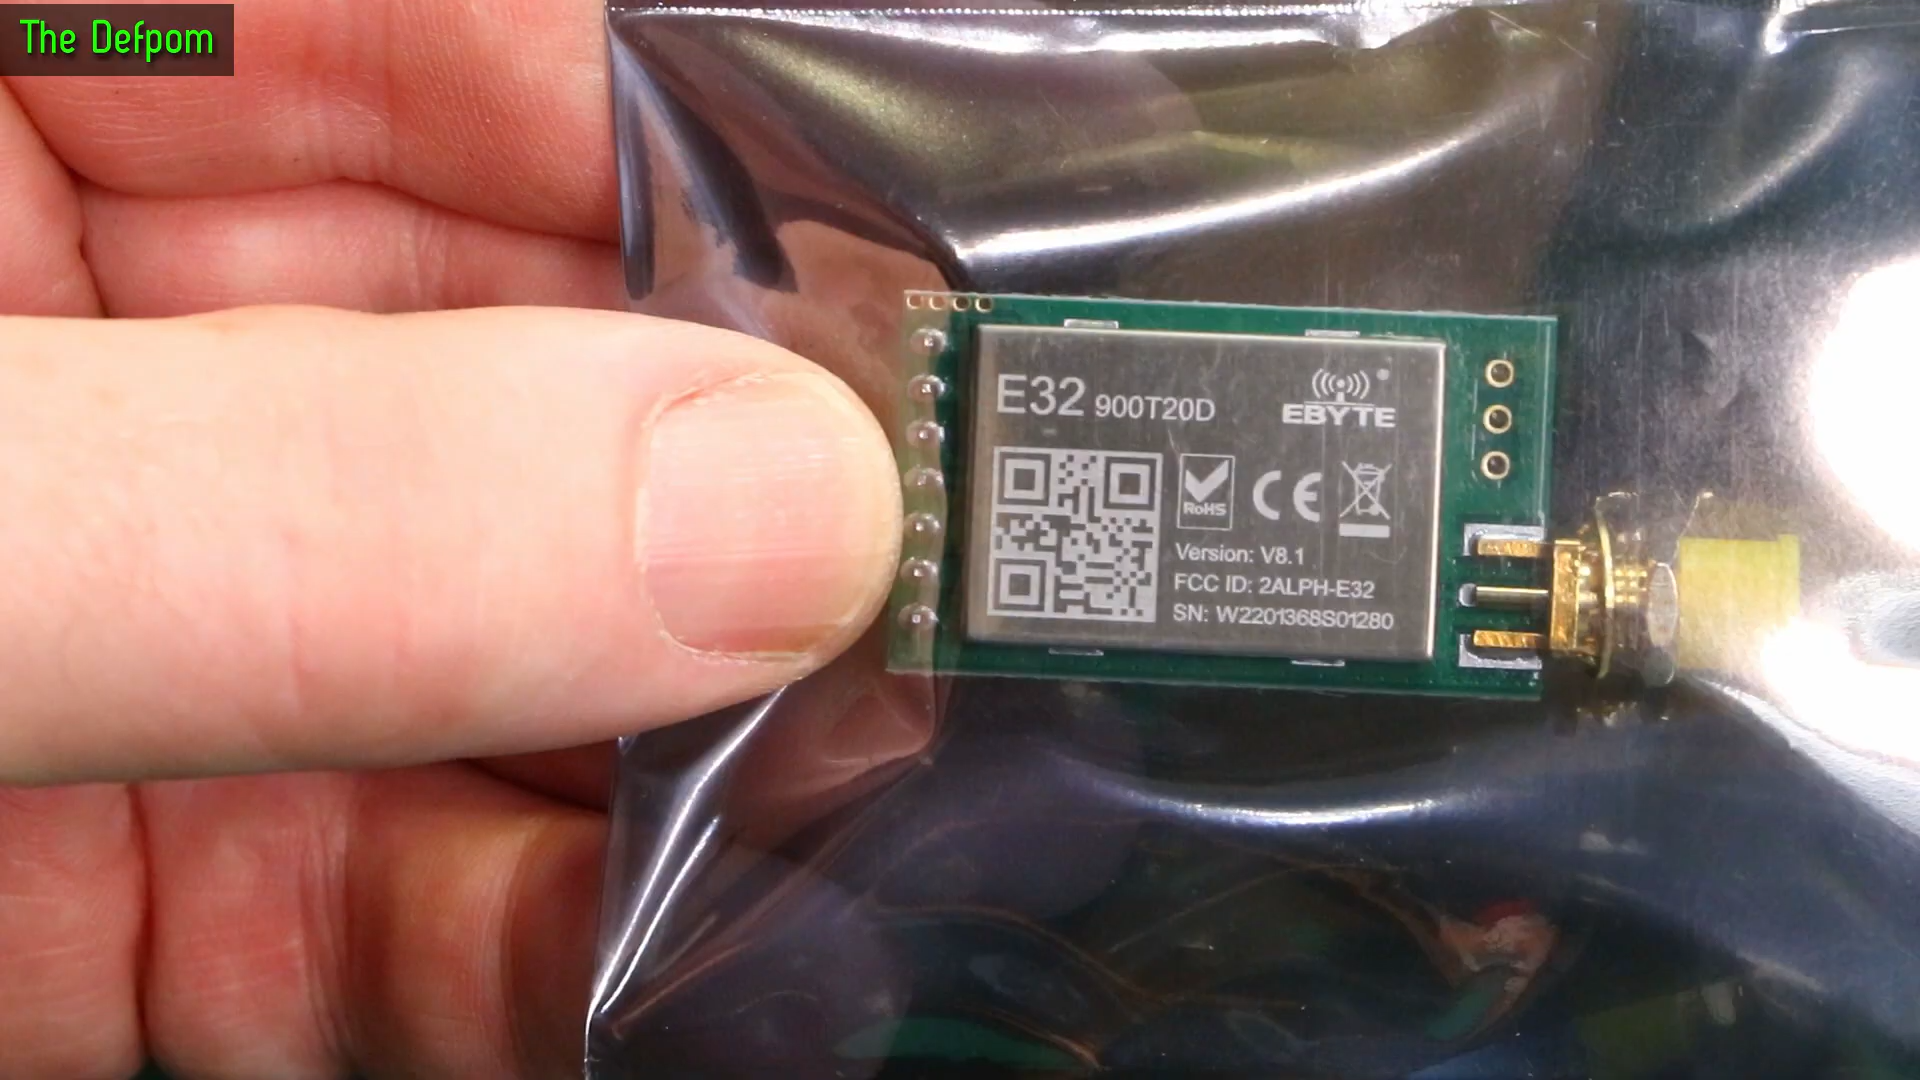 The Defpom
E32 900T20D
EBYTE
RoHS
CE
Version: V8.1
FCC ID: 2ALPH-E32
SN: W2201368S01280